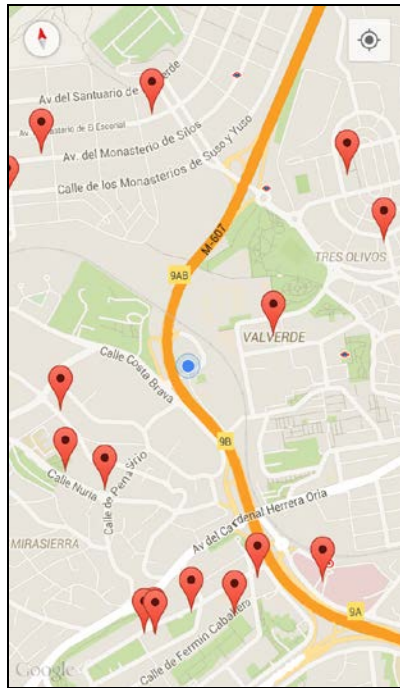 Av del Santuario de
erde
Av
nasterio de El Escorial
Av. del Monasterio de Silos
Calle de los Monasterios de Suso y Yuso
M-607
TRES OLIVOS
9AB
VALVERDE
Calle Costa Brava
9B
Calle Nuria
Calle de Peña
Sirio
Av del Cardenal Herrera Oria
MIRASIERRA
9A
Calle de Fermín Caballero
Google